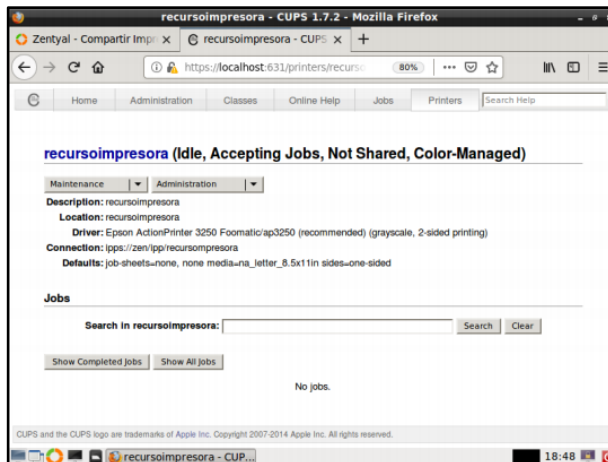 recursoimpresora - CUPS 1.7.2 - Mozilla Firefox
Zentyal - Compartir Impr
recursoimpresora - CUPS
https://localhost:631/printers/recurso
80%
Home Administration Classes Online Help Jobs Printers Search Help
recursoimpresora (Idle, Accepting Jobs, Not Shared, Color-Managed)
Maintenance Administration
Description: recursoimpresora
Location: recursoimpresora
Driver: Epson ActionPrinter 3250 Foomatic/ap3250 (recommended) (grayscale, 2-sided printing)
Connection: ipps://zen/ipp/recursompresora
Defaults: job-sheets=none, none media=na_letter_8.5x11in sides=one-sided
Jobs
Search in recursoimpresora: Search Clear
Show Completed Jobs Show All Jobs
No jobs.
CUPS and the CUPS logo are trademarks of Apple Inc. Copyright 2007-2014 Apple Inc. All rights reserved.
recursoimpresora - CUP... 18:48